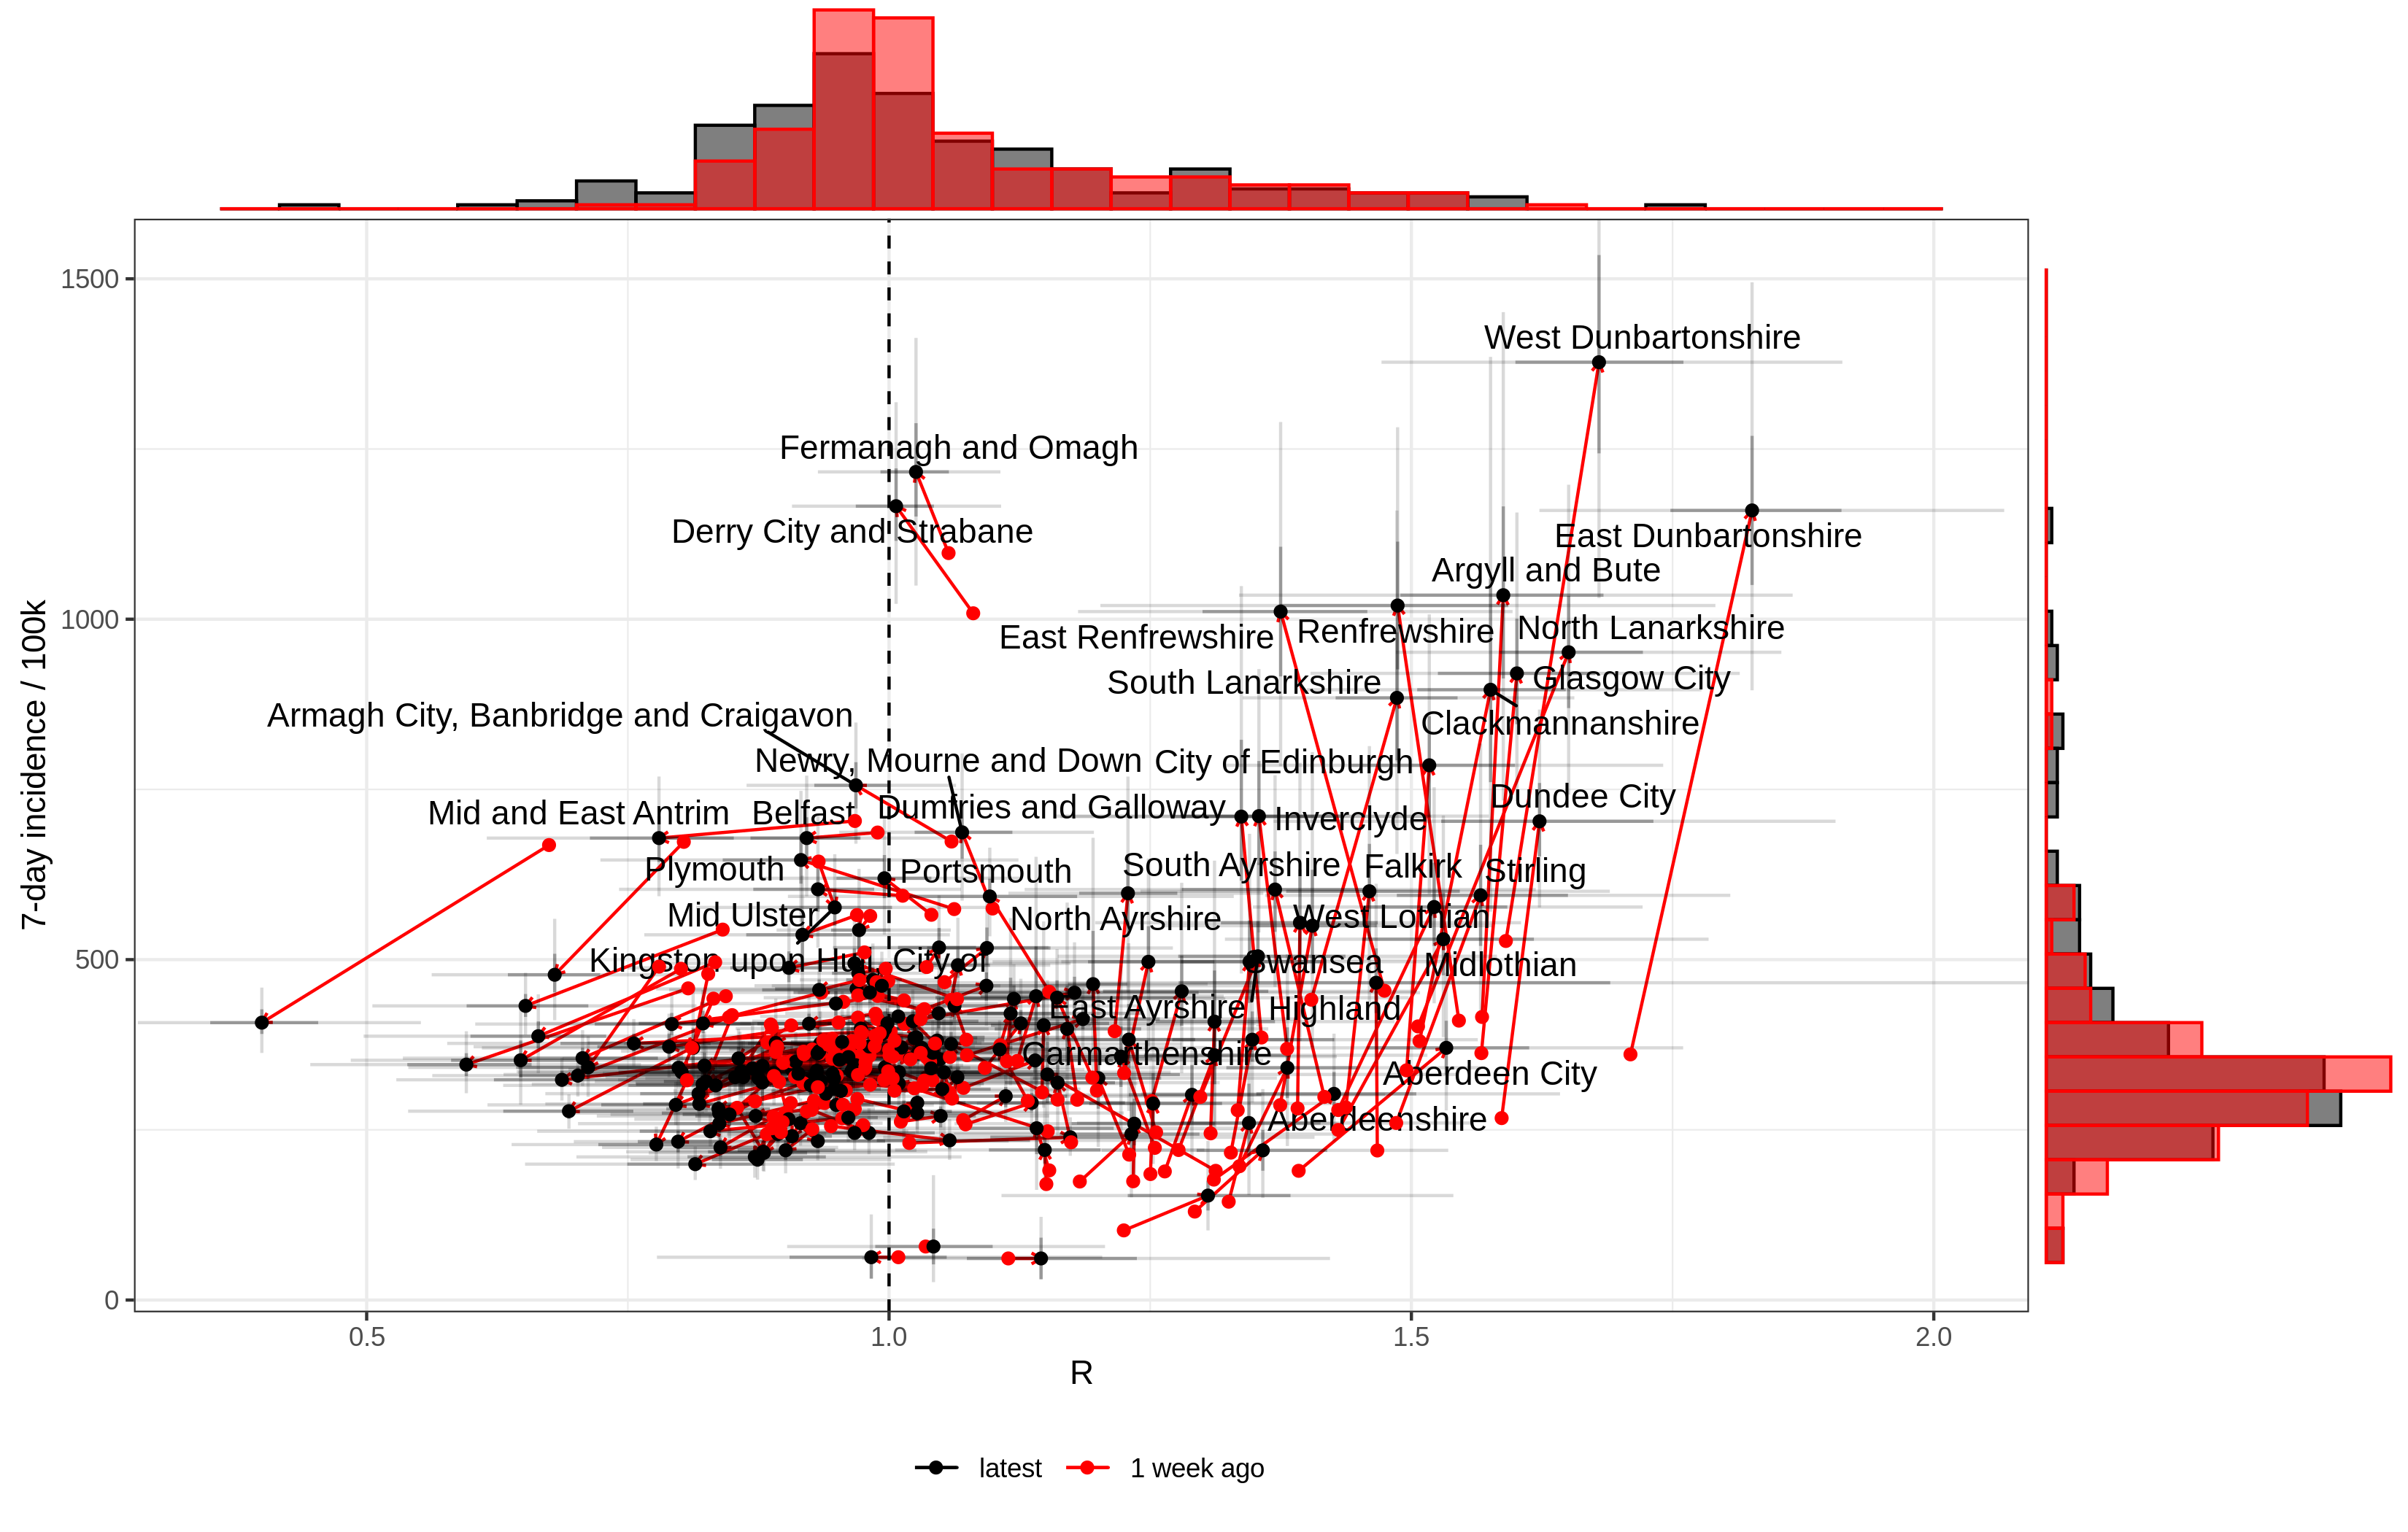 1500
1000
500
0
7-day incidence / 100k
West Dunbartonshire
Fermanagh and Omagh
Derry City and Strabane
East Dunbartonshire
Argyll and Bute
East Renfrewshire
Renfrewshire
North Lanarkshire
South Lanarkshire
Glasgow City
Armagh City, Banbridge and Craigavon
Clackmannanshire
Newry, Mourne and Down
City of Edinburgh
Mid and East Antrim
Belfast
Dumfries and Galloway
Inverclyde
Dundee City
Plymouth
Portsmouth
South Ayrshire
Falkirk
Stirling
Mid Ulster
North Ayrshire
West Lothian
Kingston upon Hull, City of
Swansea
Midlothian
East Ayrshire
Highland
Carmarthenshire
Aberdeen City
Aberdeenshire
0.5
1.0
1.5
2.0
R
latest
1 week ago